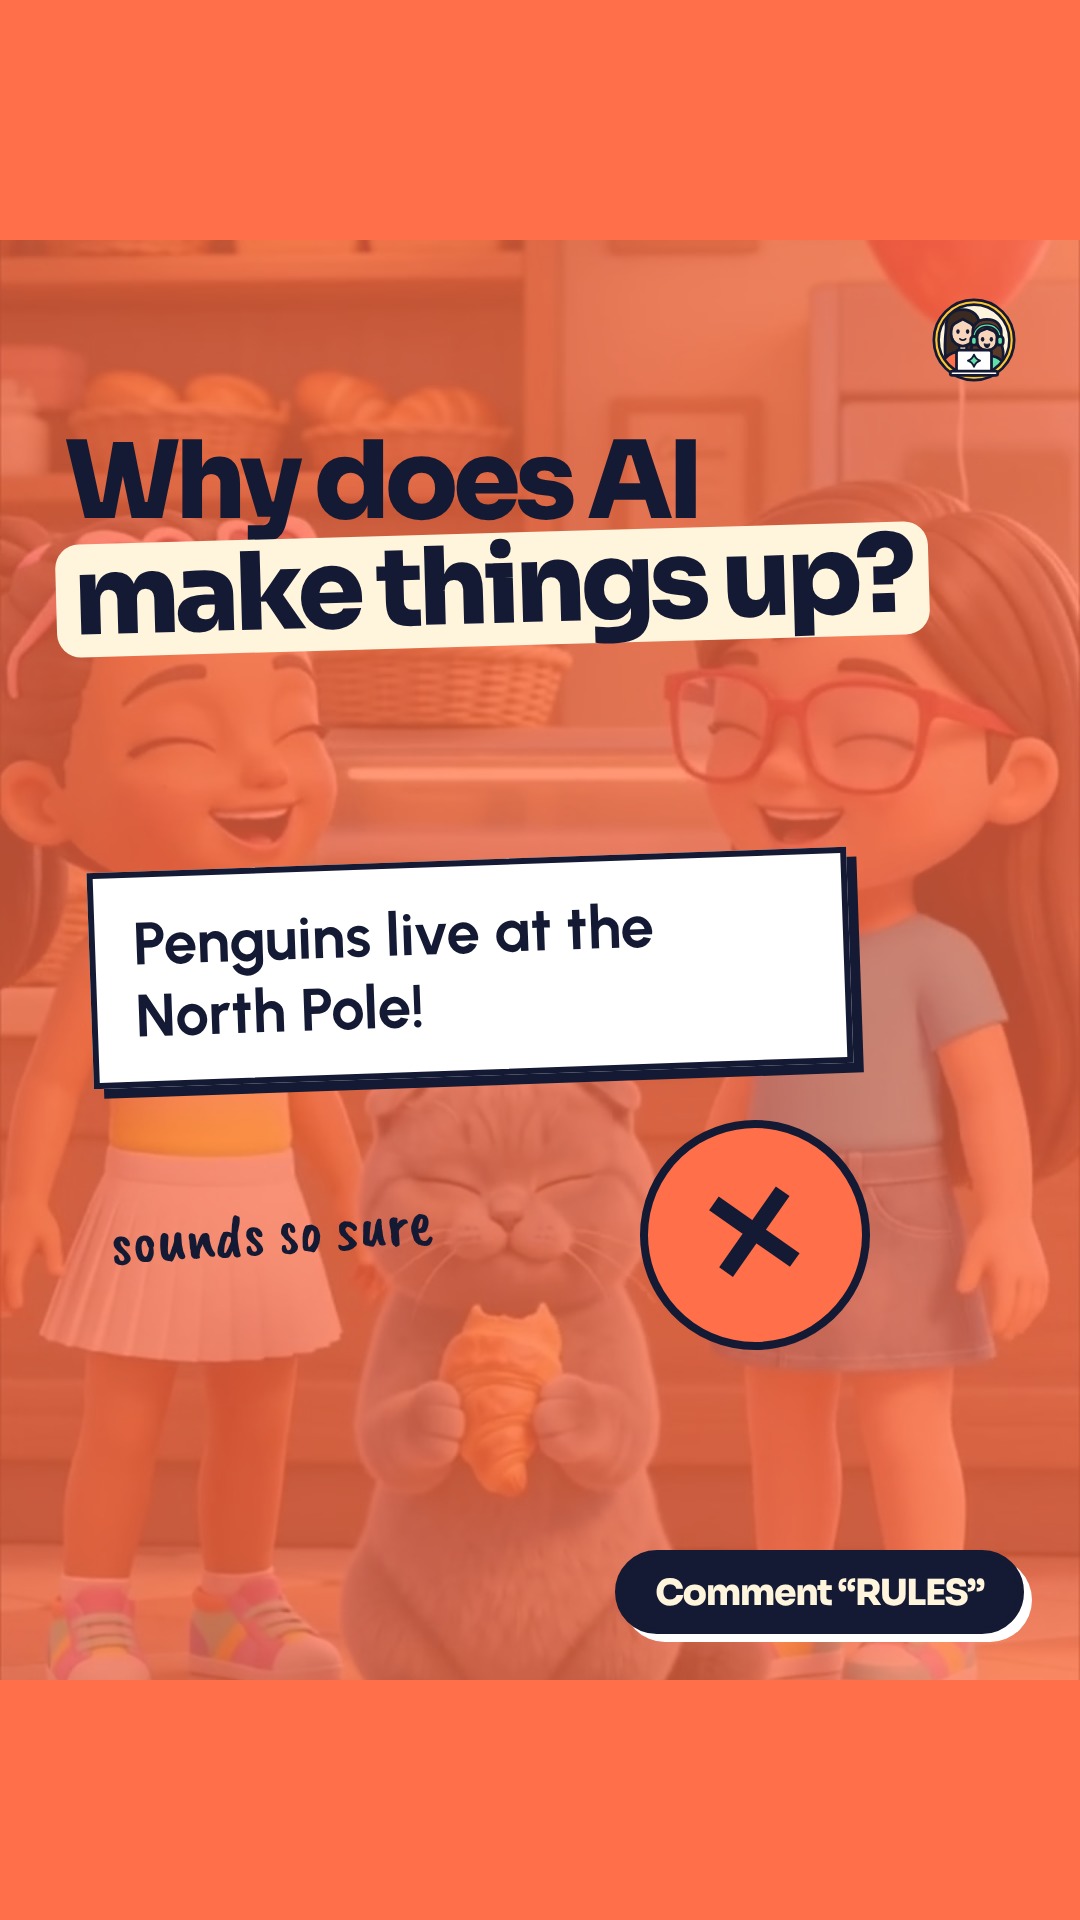 Why does AI
make things up?
Penguins live at the
North Pole!
sounds so sure
Comment “RULES”